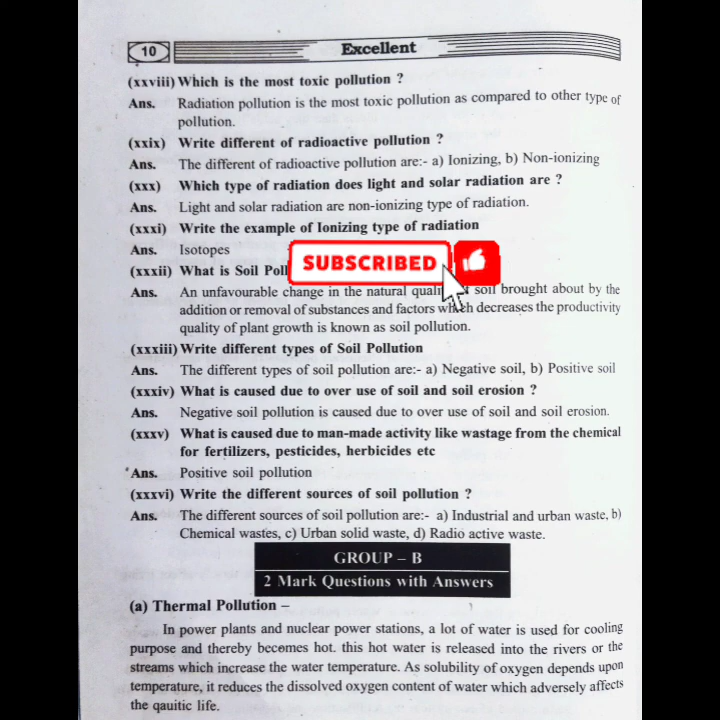 10
Excellent
(xxviii) Which is the most toxic pollution ?
Ans. Radiation pollution is the most toxic pollution as compared to other type of
pollution.
(xxix) Write different of radioactive pollution ?
Ans. The different of radioactive pollution are:- a) Ionizing, b) Non-ionizing
(xxx) Which type of radiation does light and solar radiation are ?
Ans. Light and solar radiation are non-ionizing type of radiation.
(xxxi) Write the example of Ionizing type of radiation
Ans. Isotopes
SUBSCRIBED
(xxxii) What is Soil
Ans. An unfavourable change in the natural soil brought about by the
addition or removal of substances and factors which decreases the productivity
quality of plant growth is known as soil pollution.
(xxxiii) Write different types of Soil Pollution
Ans. The different types of soil pollution are:- a) Negative soil, b) Positive soil
(xxxiv) What is caused due to over use of soil and soil erosion ?
Ans. Negative soil pollution is caused due to over use of soil and soil erosion.
(xxxv) What is caused due to man-made activity like wastage from the chemical
for fertilizers, pesticides, herbicides etc
Ans. Positive soil pollution
(xxxvi) Write the different sources of soil pollution ?
Ans. The different sources of soil pollution are:- a) Industrial and urban waste, b)
Chemical wastes, c) Urban solid waste, d) Radio active waste.
GROUP – B
2 Mark Questions with Answers
(a) Thermal Pollution –
In power plants and nuclear power stations, a lot of water is used for cooling
purpose and thereby becomes hot. this hot water is released into the rivers or the
streams which increase the water temperature. As solubility of oxygen depends upon
temperature, it reduces the dissolved oxygen content of water which adversely affects
the qauitic life.